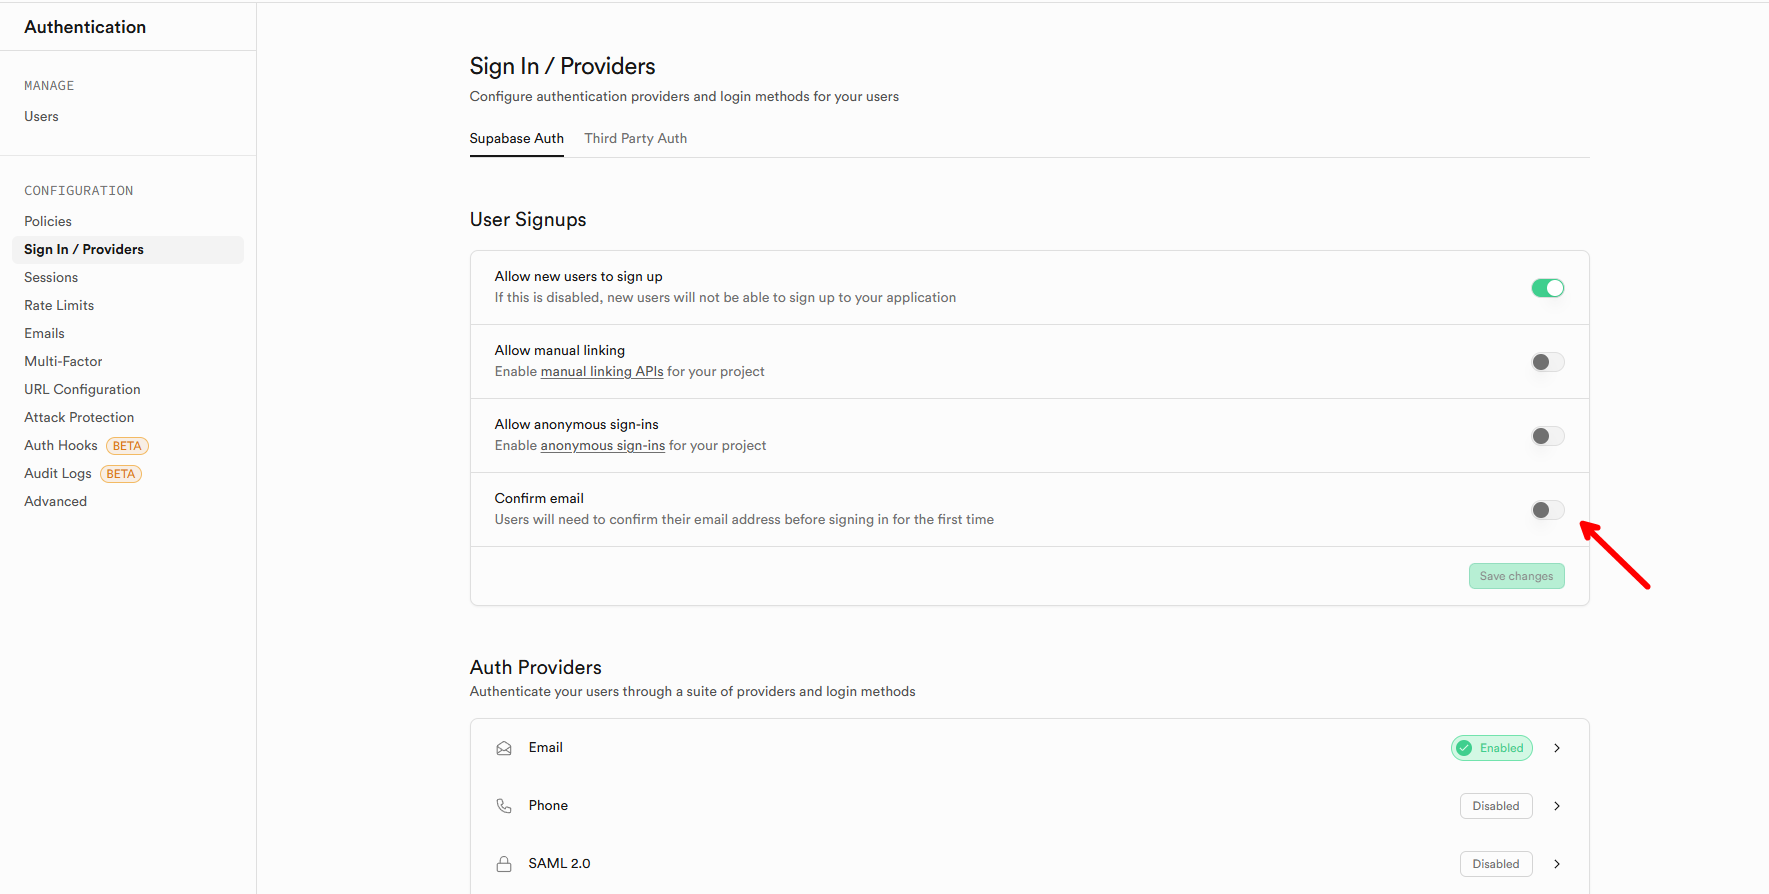 Authentication
MANAGE
Users
CONFIGURATION
Policies
Sign In / Providers
Sessions
Rate Limits
Emails
Multi-Factor
URL Configuration
Attack Protection
Auth Hooks BETA
Audit Logs BETA
Advanced
Sign In / Providers
Configure authentication providers and login methods for your users
Supabase Auth Third Party Auth
User Signups
Allow new users to sign up
If this is disabled, new users will not be able to sign up to your application
Allow manual linking
Enable manual linking APIs for your project
Allow anonymous sign-ins
Enable anonymous sign-ins for your project
Confirm email
Users will need to confirm their email address before signing in for the first time
Save changes
Auth Providers
Authenticate your users through a suite of providers and login methods
Email Enabled
Phone Disabled
SAML 2.0 Disabled